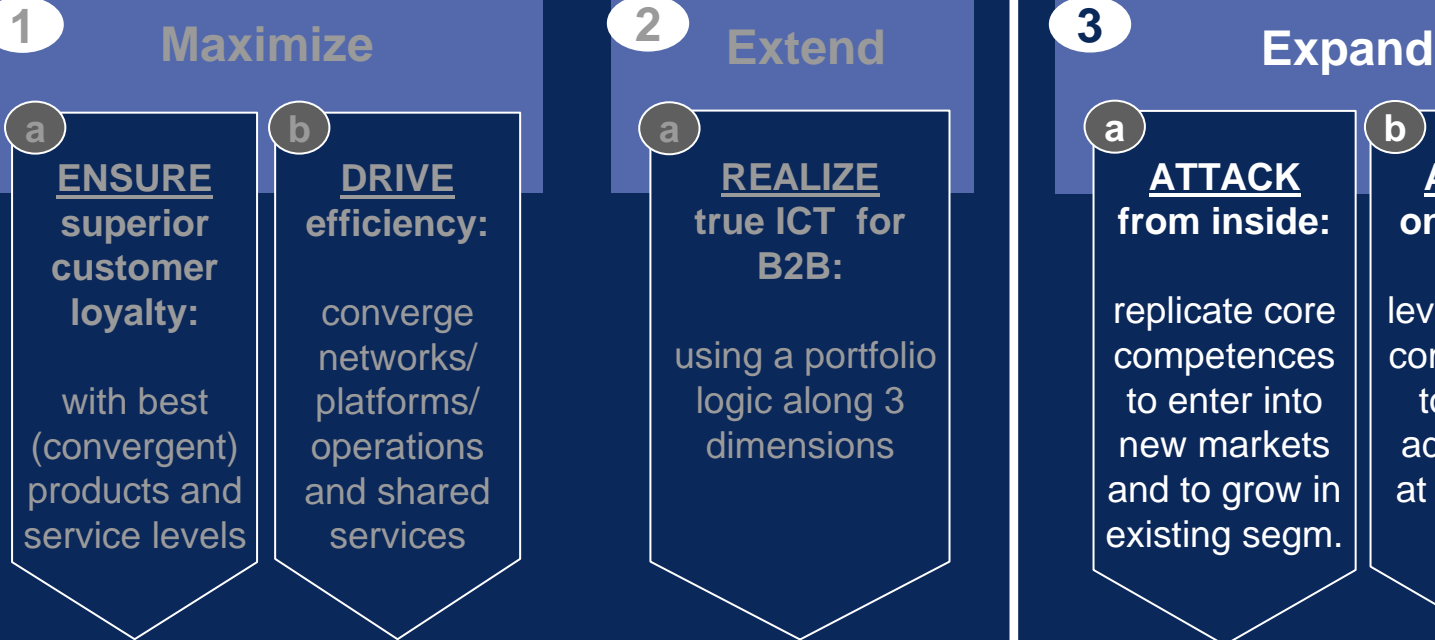 1
Maximize
a
ENSURE
superior
customer
loyalty:
with best
(convergent)
products and
service levels
b
DRIVE
efficiency:
converge
networks/
platforms/
operations
and shared
services
2
Extend
a
REALIZE
true ICT for
B2B:
using a portfolio
logic along 3
dimensions
3
Expand
a
ATTACK
from inside:
replicate core
competences
to enter into
new markets
and to grow in
existing segm.
b
at